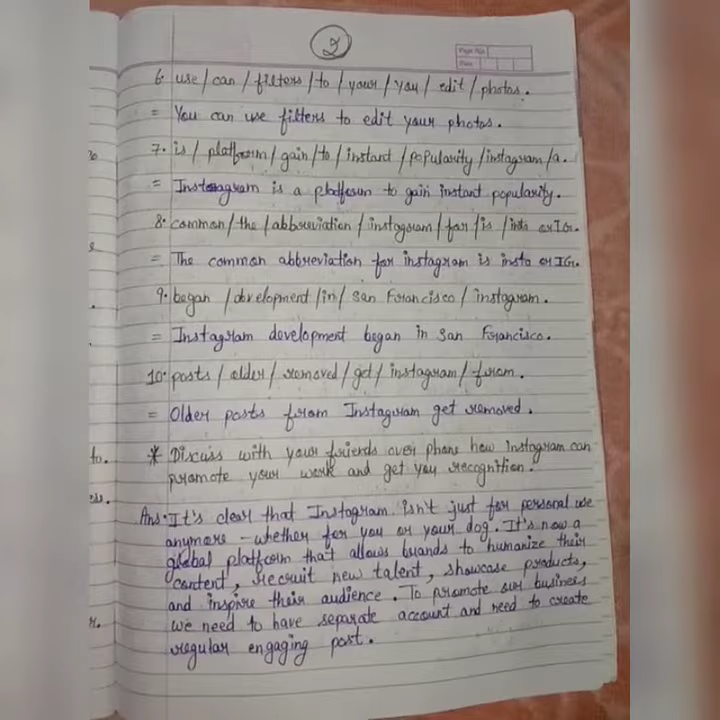 2
Page No.
Date
6. use / can / filters / to / your / you / edit / photos.
= You can use filters to edit your photos.
7. is / platform / gain / to / instant / popularity / instagram / a.
= Instagram is a platform to gain instant popularity.
8. common / the / abbreviation / instagram / for / is / insta or IG.
= The common abbreviation for instagram is insta or IG.
9. began / development / in / San Francisco / instagram.
= Instagram development began in San Francisco.
10. posts / older / removed / get / instagram / from.
= Older posts from Instagram get removed.
to. * Discuss with your friends over phone how Instagram can
promote your work and get you recognition.
Ans. It's clear that Instagram isn't just for personal use
anymore - whether for you or your dog. It's now a
global platform that allows brands to humanize their
content, recruit new talent, showcase products,
and inspire their audience. To promote our business
we need to have separate account and need to create
regular engaging post.